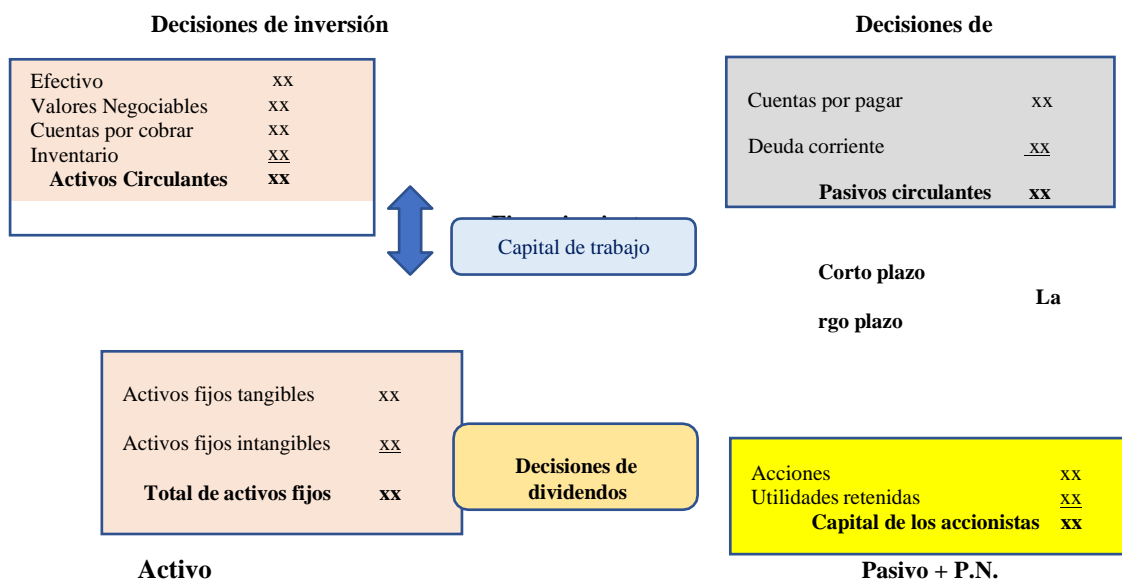 Decisiones de inversión
Decisiones de
Efectivo xx
Valores Negociables xx
Cuentas por cobrar xx
Inventario xx
Activos Circulantes xx
Cuentas por pagar xx
Deuda corriente xx
Pasivos circulantes xx
Capital de trabajo
Corto plazo
La
rgo plazo
Activos fijos tangibles xx
Activos fijos intangibles xx
Total de activos fijos xx
Decisiones de
dividendos
Acciones xx
Utilidades retenidas xx
Capital de los accionistas xx
Activo
Pasivo + P.N.